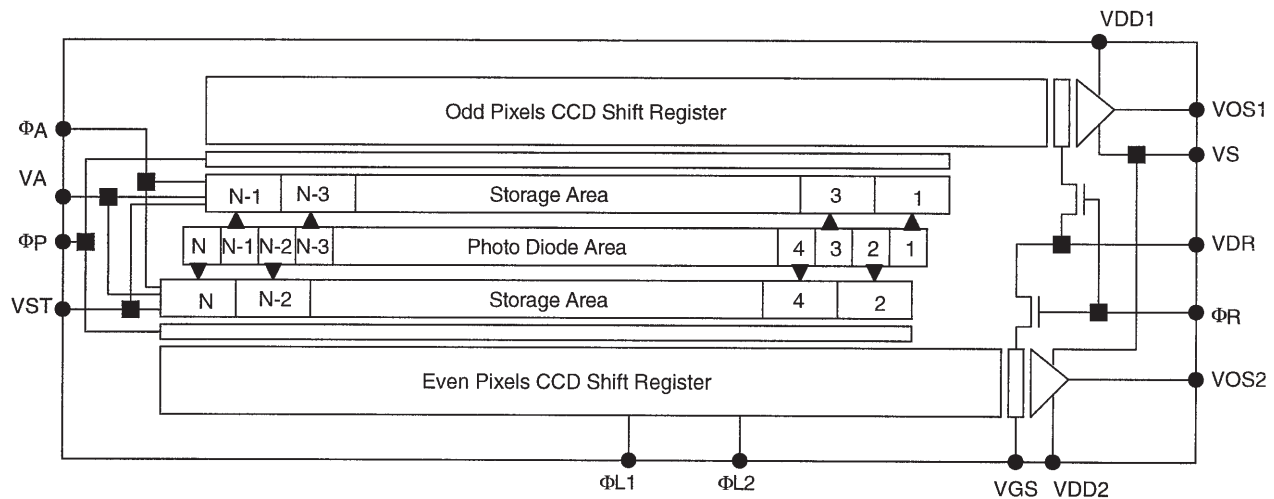 VDD1
Odd Pixels CCD Shift Register
VOS1
ΦA
VS
VA
N-1 N-3 Storage Area 3 1
ΦP
N N-1 N-2 N-3 Photo Diode Area 4 3 2 1
VDR
VST
N N-2 Storage Area 4 2
ΦR
Even Pixels CCD Shift Register
VOS2
ΦL1 ΦL2 VGS VDD2